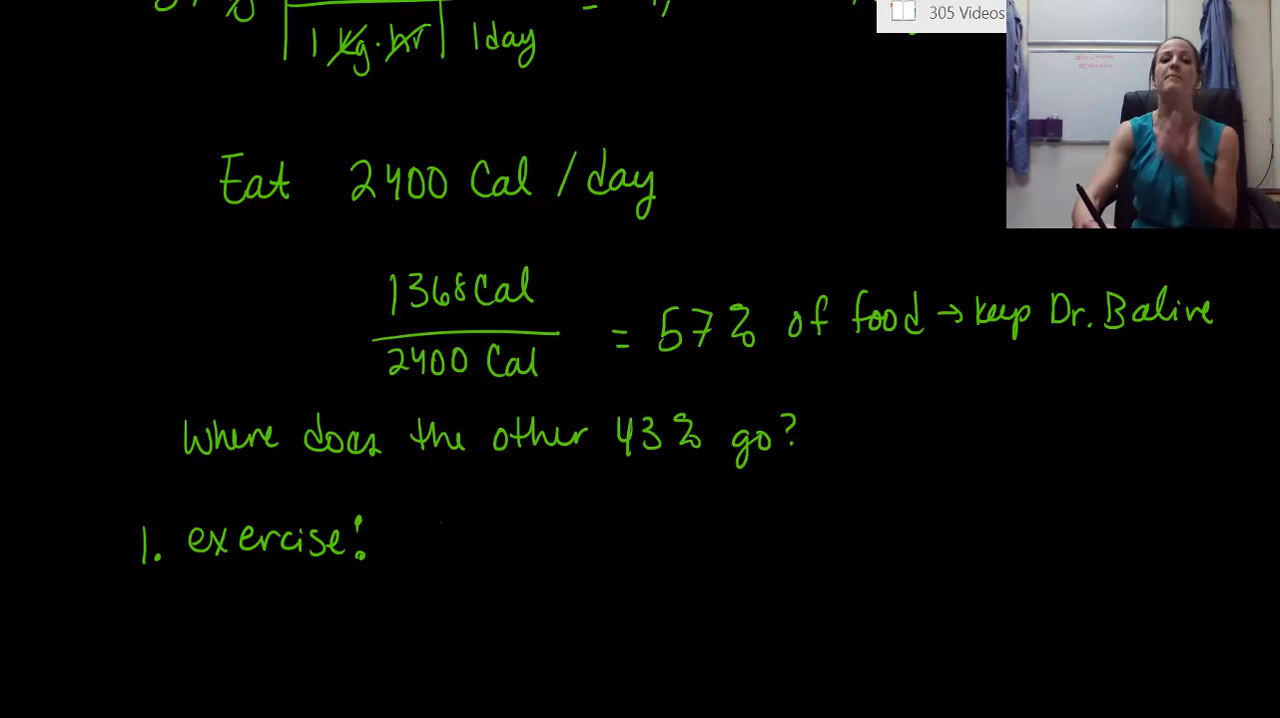 305 Videos
1 kg · hr 1 day
Eat 2400 Cal / day
1368 Cal
2400 Cal
= 57% of food → keep Dr. B alive
Where does the other 43% go?
1. exercise!